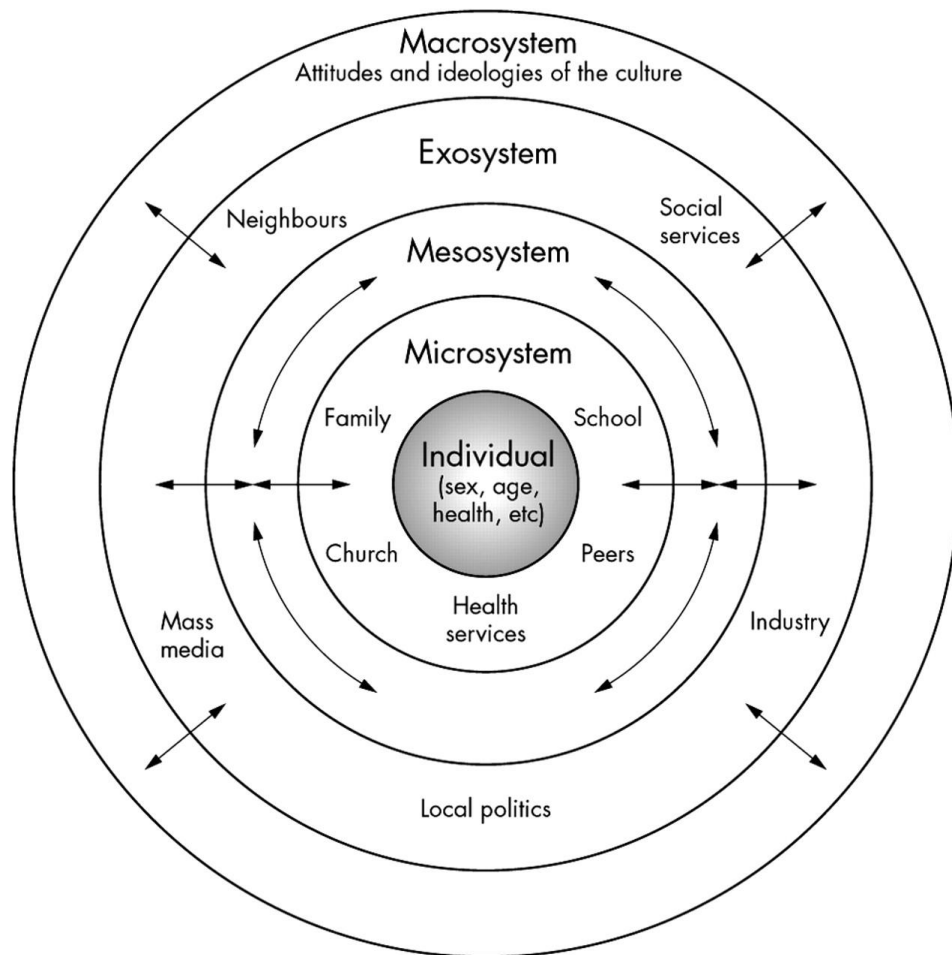 Macrosystem
Attitudes and ideologies of the culture
Exosystem
Neighbours
Social
services
Mesosystem
Microsystem
Family
School
Individual
(sex, age,
health, etc)
Church
Peers
Health
services
Mass
media
Industry
Local politics